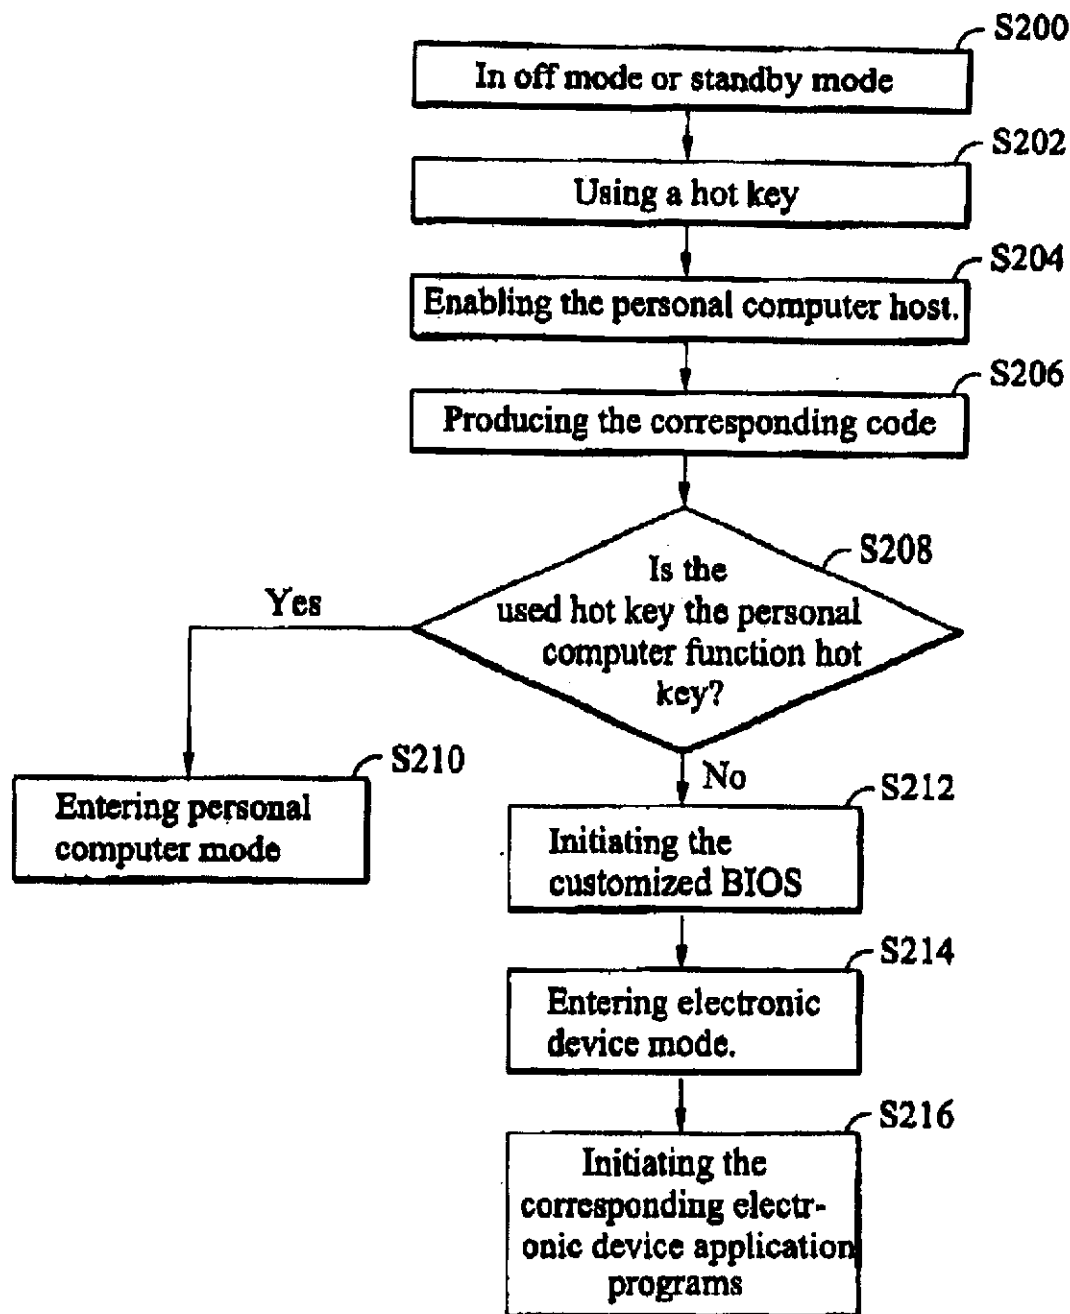 S200
In off mode or standby mode
S202
Using a hot key
S204
Enabling the personal computer host.
S206
Producing the corresponding code
S208
Is the
used hot key the personal
computer function hot
key?
Yes
No
S210
Entering personal
computer mode
S212
Initiating the
customized BIOS
S214
Entering electronic
device mode.
S216
Initiating the
corresponding electr-
onic device application
programs